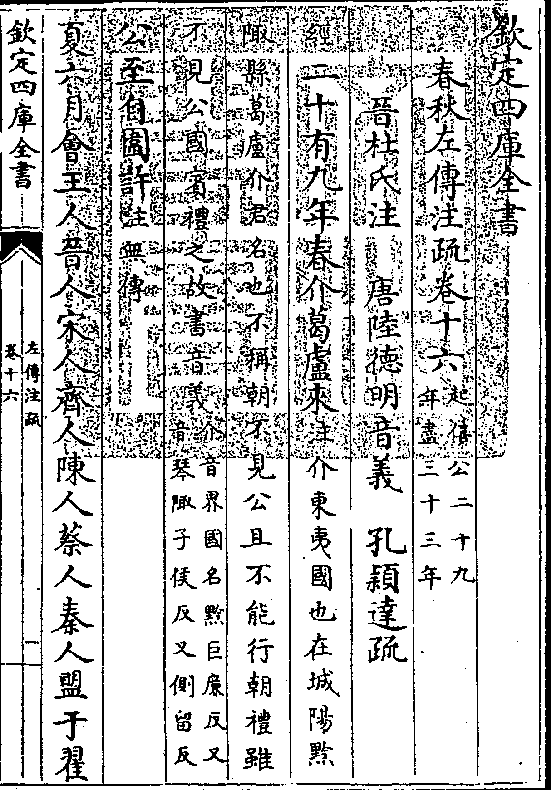 欽定四庫全書
春秋左傳注疏卷十六
起僖公二十九
年盡三十三年
晉杜氏注 唐陸德明音義 孔穎達疏
經二十有九年春介葛盧來
注介東夷國也在城陽黔
陬縣葛盧介君名也不稱朝不見公且不能行朝禮雖
不見公國賓禮之故書音義
介音界國名黔巨廉反又
音琴陬子侯反又側留反
公至自圍許
注無傳
夏六月會王人晉人宋人齊人陳人蔡人秦人盟于翟
欽定四庫全書
左傳注疏
卷十六
一